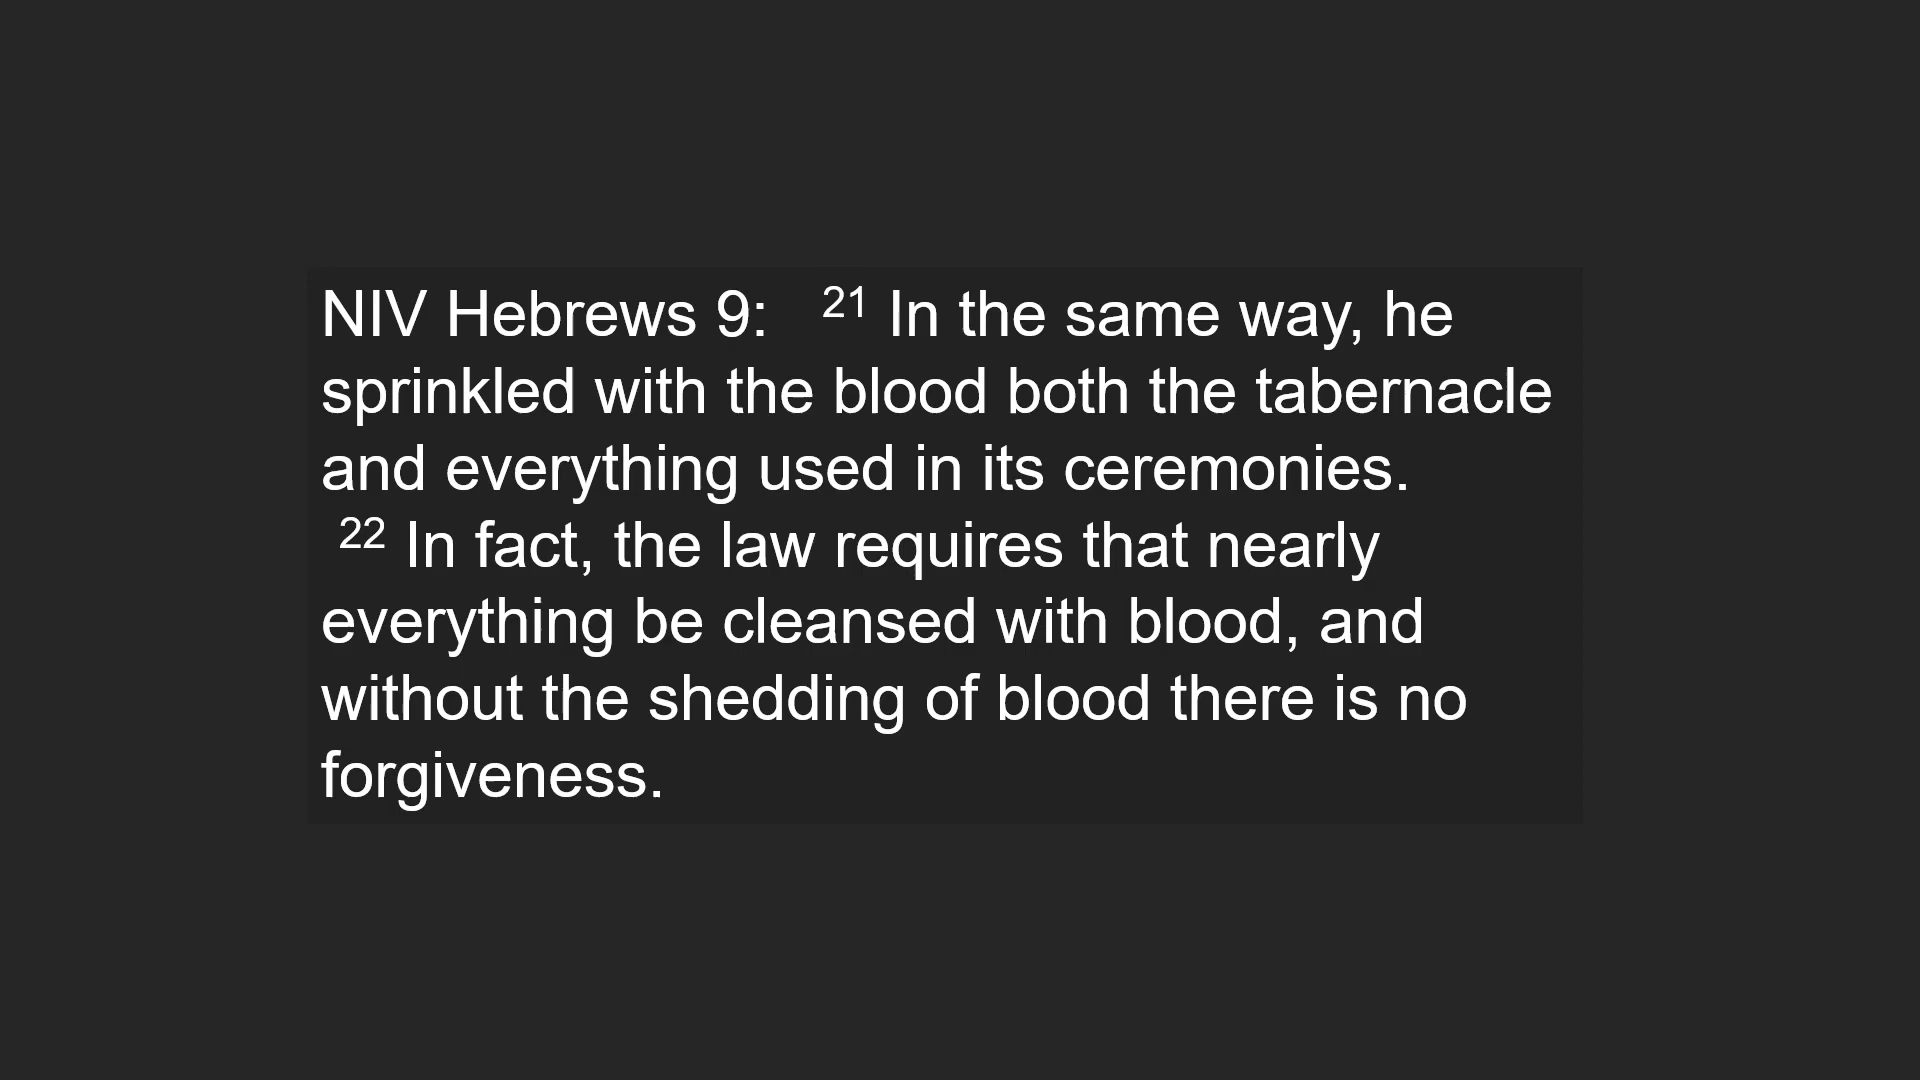 NIV Hebrews 9:   21 In the same way, he
sprinkled with the blood both the tabernacle
and everything used in its ceremonies.
22 In fact, the law requires that nearly
everything be cleansed with blood, and
without the shedding of blood there is no
forgiveness.